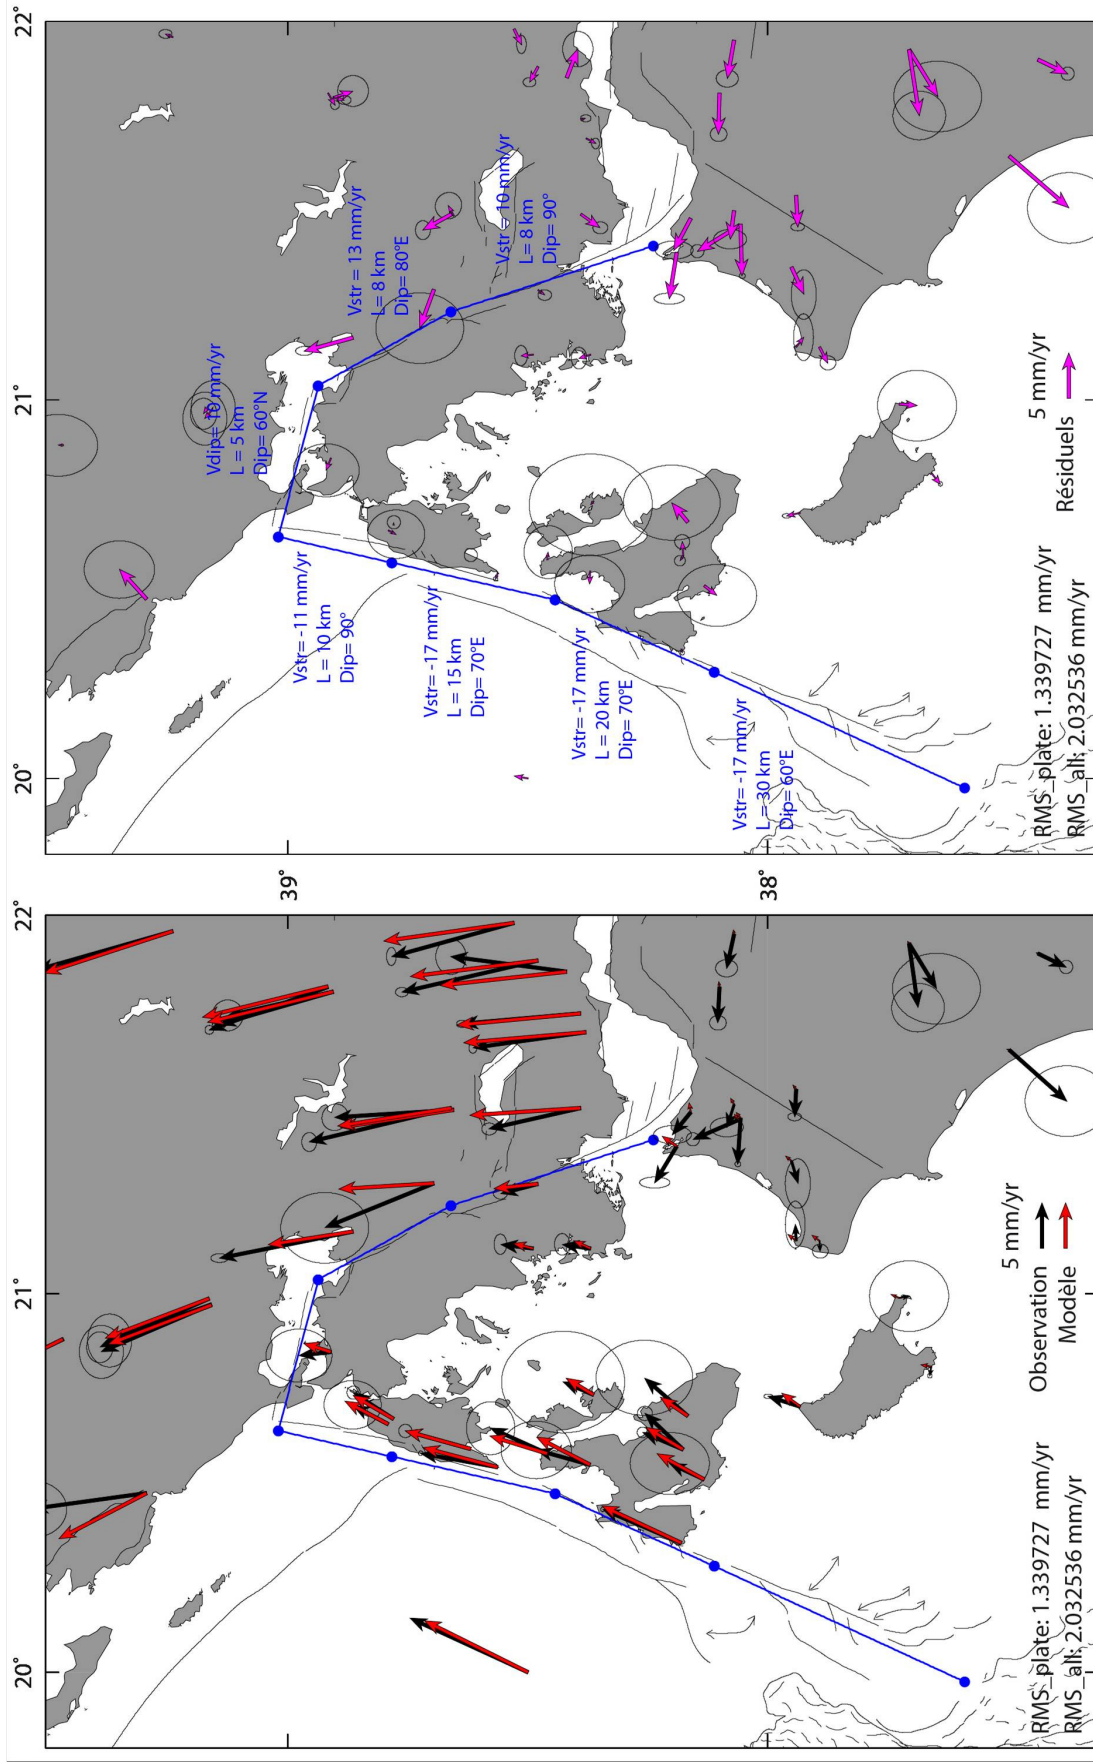 20˚
21˚
22˚
39˚
38˚
RMS_plate: 1.339727 mm/yr
RMS_all: 2.032536 mm/yr
5 mm/yr
Observation
Modèle
20˚
21˚
22˚
Vstr= -11 mm/yr
L = 10 km
Dip= 90°
Vdip= 10 mm/yr
L = 5 km
Dip= 60°N
Vstr = 13 mm/yr
L= 8 km
Dip= 80°E
Vstr = 10 mm/yr
L= 8 km
Dip= 90°
Vstr= -17 mm/yr
L = 15 km
Dip= 70°E
Vstr= -17 mm/yr
L = 20 km
Dip= 70°E
Vstr= -17 mm/yr
L = 30 km
Dip= 60°E
RMS_plate: 1.339727 mm/yr
RMS_all: 2.032536 mm/yr
5 mm/yr
Résiduels